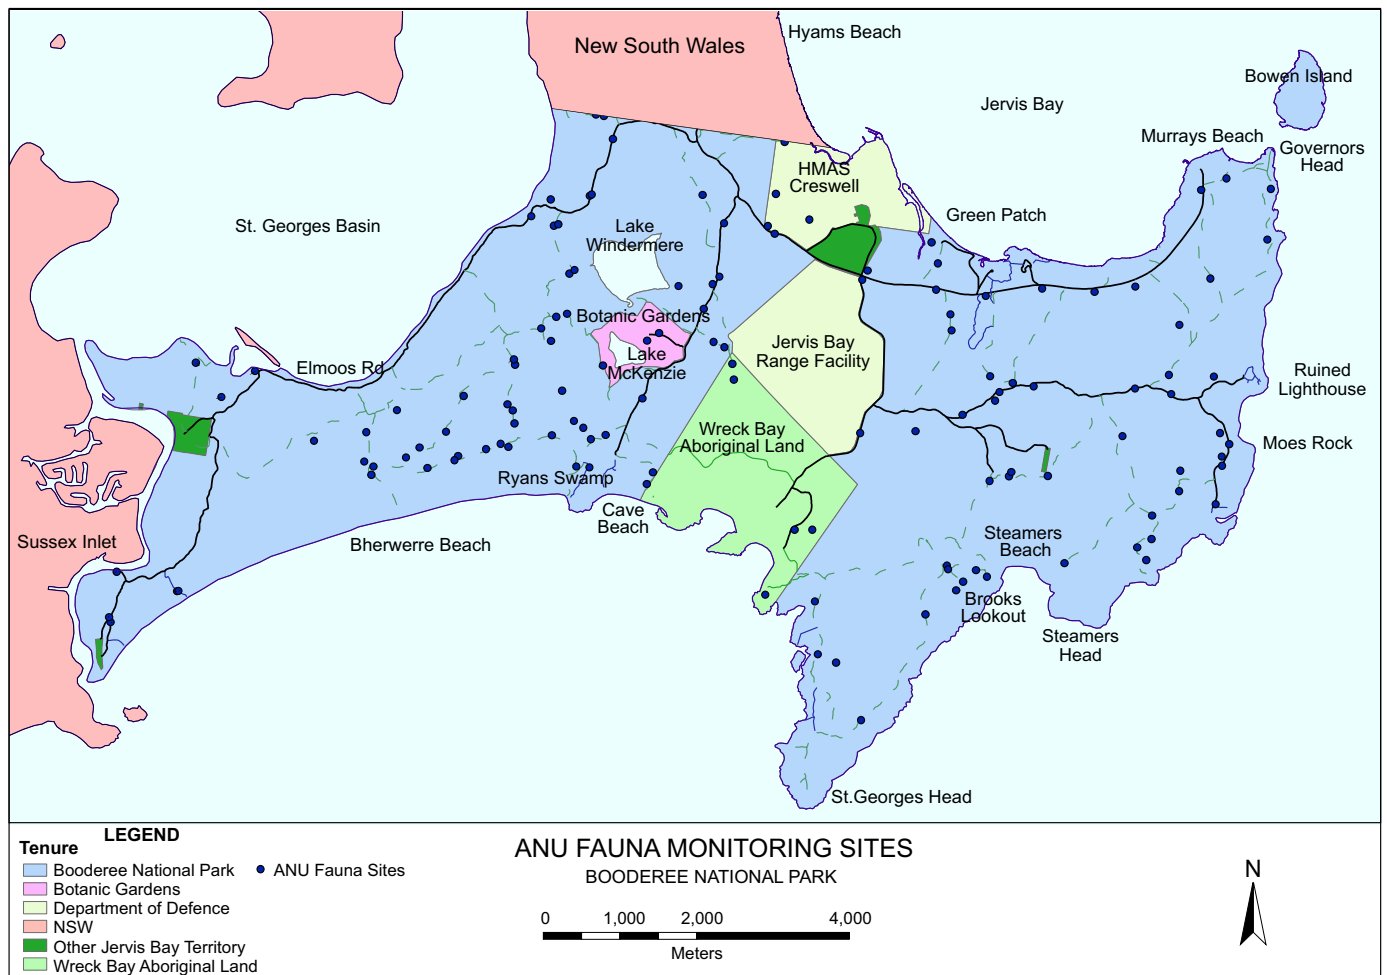 Hyams Beach
New South Wales
Bowen Island
Jervis Bay
Murrays Beach
Governors
Head
HMAS
Creswell
Green Patch
St. Georges Basin
Lake
Windermere
Botanic Gardens
Lake
McKenzie
Jervis Bay
Range Facility
Elmoos Rd
Ruined
Lighthouse
Wreck Bay
Aboriginal Land
Moes Rock
Ryans Swamp
Cave
Beach
Sussex Inlet
Bherwerre Beach
Steamers
Beach
Brooks
Lookout
Steamers
Head
St.Georges Head
LEGEND
Tenure
Booderee National Park
ANU Fauna Sites
Botanic Gardens
Department of Defence
NSW
Other Jervis Bay Territory
Wreck Bay Aboriginal Land
ANU FAUNA MONITORING SITES
BOODEREE NATIONAL PARK
0 1,000 2,000 4,000
Meters
N